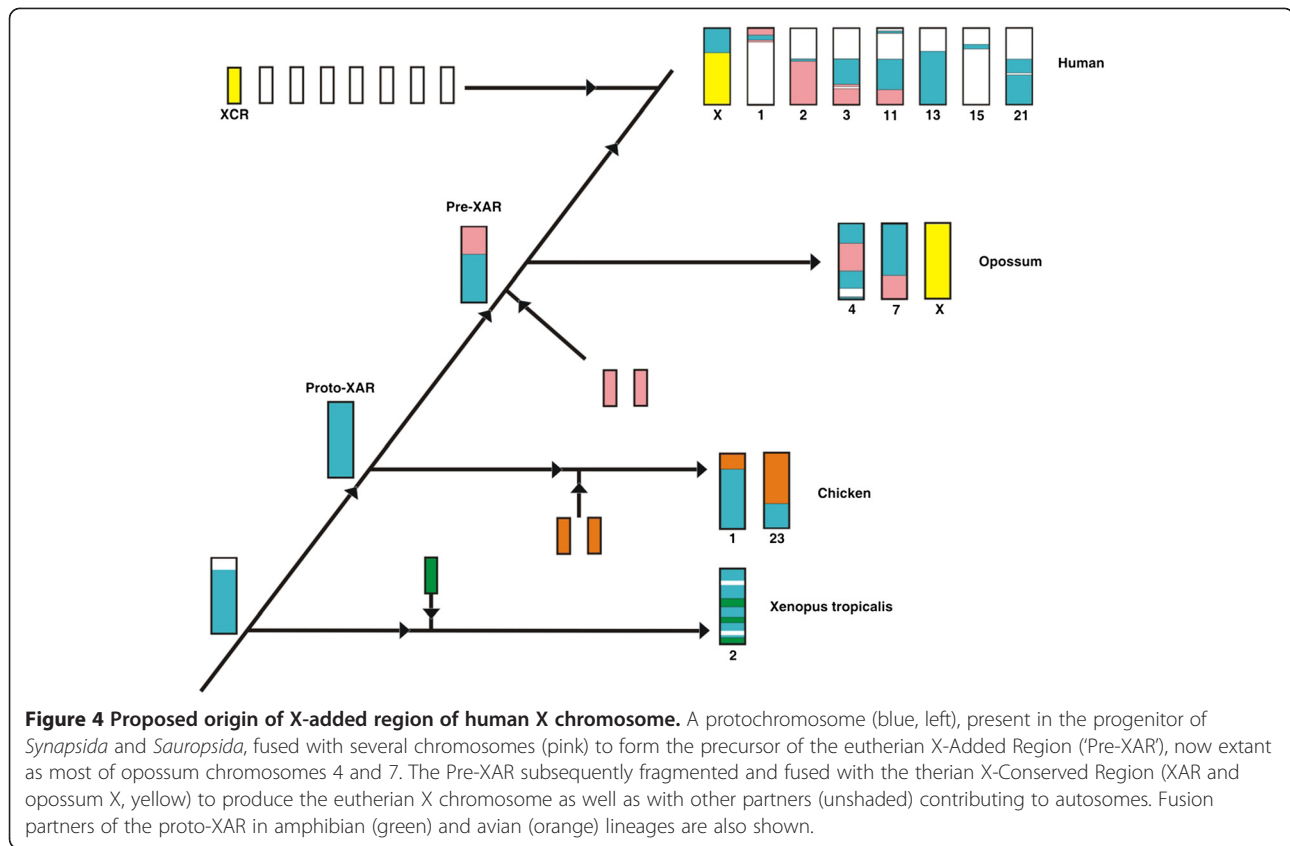 Human
XCR
X 1 2 3 11 13 15 21
Pre-XAR
Opossum
4 7 X
Proto-XAR
Chicken
1 23
Xenopus tropicalis
2
Figure 4 Proposed origin of X-added region of human X chromosome. A protochromosome (blue, left), present in the progenitor of
Synapsida and Sauropsida, fused with several chromosomes (pink) to form the precursor of the eutherian X-Added Region (‘Pre-XAR’), now extant
as most of opossum chromosomes 4 and 7. The Pre-XAR subsequently fragmented and fused with the therian X-Conserved Region (XAR and
opossum X, yellow) to produce the eutherian X chromosome as well as with other partners (unshaded) contributing to autosomes. Fusion
partners of the proto-XAR in amphibian (green) and avian (orange) lineages are also shown.